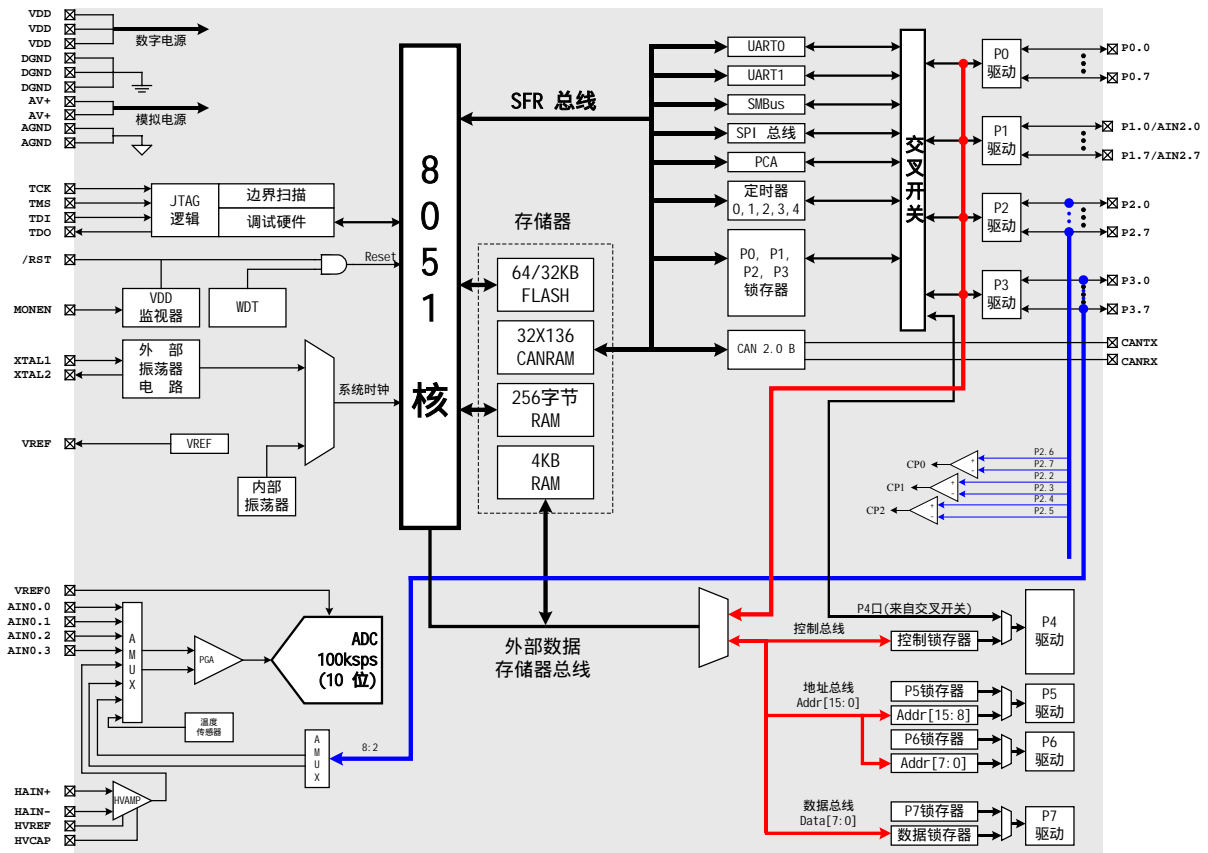 VDD
VDD
VDD
数字电源
DGND
DGND
DGND
AV+
AV+
模拟电源
AGND
AGND
TCK
TMS
TDI
TDO
JTAG
逻辑
边界扫描
调试硬件
/RST
Reset
VDD
监视器
WDT
MONEN
XTAL1
XTAL2
外 部
振荡器
电 路
系统时钟
VREF
VREF
内部
振荡器
8
0
5
1
核
SFR 总线
存储器
64/32KB
FLASH
32X136
CANRAM
256字节
RAM
4KB
RAM
UART0
UART1
SMBus
SPI 总线
PCA
定时器
0,1,2,3,4
P0, P1,
P2, P3
锁存器
CAN 2.0 B
交
叉
开
关
P0
驱动
P1
驱动
P2
驱动
P3
驱动
P0.0
P0.7
P1.0/AIN2.0
P1.7/AIN2.7
P2.0
P2.7
P3.0
P3.7
CANTX
CANRX
CP0
+
-
P2.6
P2.7
CP1
+
-
P2.2
P2.3
CP2
+
-
P2.4
P2.5
VREF0
AIN0.0
AIN0.1
AIN0.2
AIN0.3
A
M
U
X
PGA
ADC
100ksps
(10 位)
温度
传感器
A
M
U
X
8:2
HAIN+
HAIN-
HVREF
HVCAP
HVAMP
外部数据
存储器总线
P4口(来自交叉开关)
控制总线
控制锁存器
P4
驱动
地址总线
Addr[15:0]
P5锁存器
Addr[15:8]
P5
驱动
P6锁存器
Addr[7:0]
P6
驱动
数据总线
Data[7:0]
P7锁存器
数据锁存器
P7
驱动